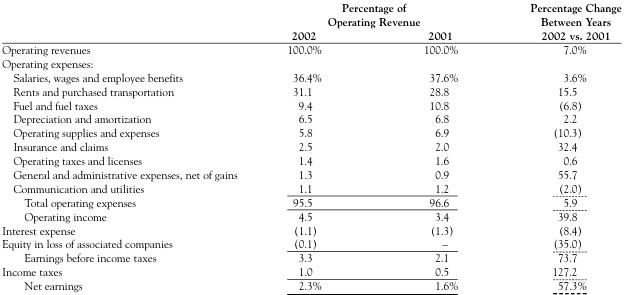 Percentage of Percentage Change
Operating Revenue Between Years
2002 2001 2002 vs. 2001
Operating revenues 100.0% 100.0% 7.0%
Operating expenses:
Salaries, wages and employee benefits 36.4% 37.6% 3.6%
Rents and purchased transportation 31.1 28.8 15.5
Fuel and fuel taxes 9.4 10.8 (6.8)
Depreciation and amortization 6.5 6.8 2.2
Operating supplies and expenses 5.8 6.9 (10.3)
Insurance and claims 2.5 2.0 32.4
Operating taxes and licenses 1.4 1.6 0.6
General and administrative expenses, net of gains 1.3 0.9 55.7
Communication and utilities 1.1 1.2 (2.0)
Total operating expenses 95.5 96.6 5.9
Operating income 4.5 3.4 39.8
Interest expense (1.1) (1.3) (8.4)
Equity in loss of associated companies (0.1) – (35.0)
Earnings before income taxes 3.3 2.1 73.7
Income taxes 1.0 0.5 127.2
Net earnings 2.3% 1.6% 57.3%